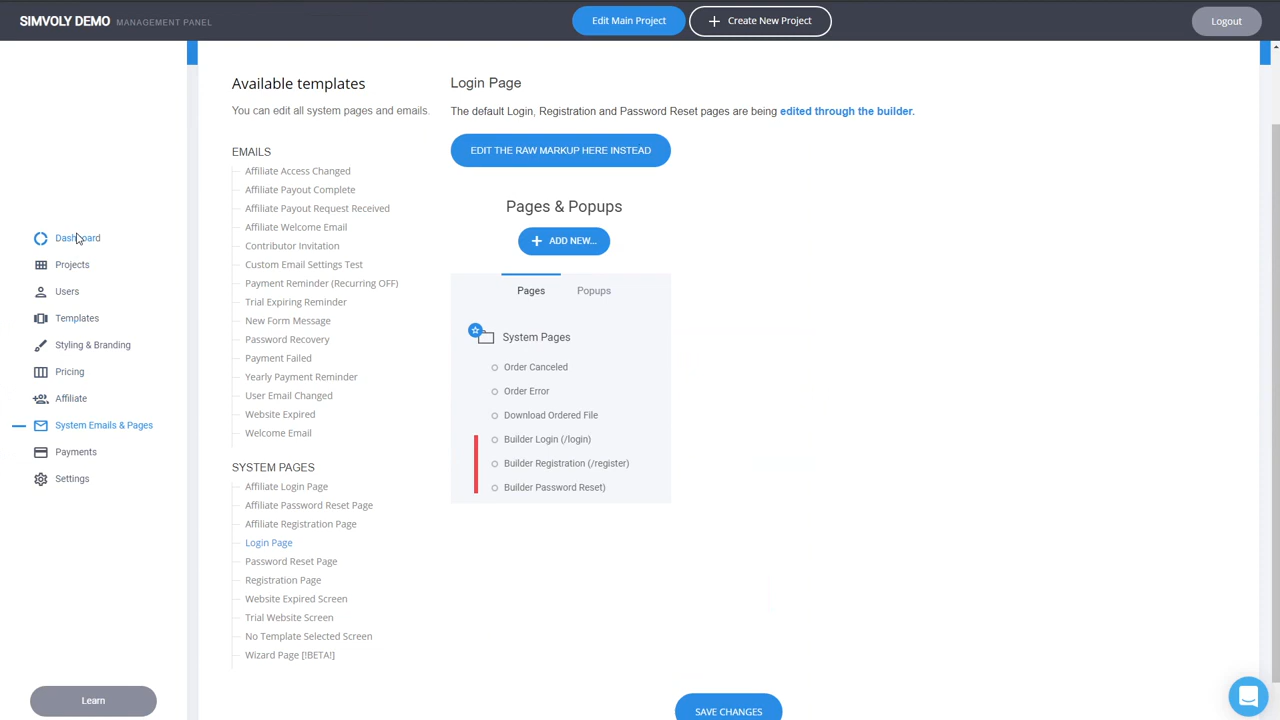 SIMVOLY DEMO MANAGEMENT PANEL
Edit Main Project
Create New Project
Logout
Dashboard
Projects
Users
Templates
Styling & Branding
Pricing
Affiliate
System Emails & Pages
Payments
Settings
Learn
Available templates
You can edit all system pages and emails.
EMAILS
Affiliate Access Changed
Affiliate Payout Complete
Affiliate Payout Request Received
Affiliate Welcome Email
Contributor Invitation
Custom Email Settings Test
Payment Reminder (Recurring OFF)
Trial Expiring Reminder
New Form Message
Password Recovery
Payment Failed
Yearly Payment Reminder
User Email Changed
Website Expired
Welcome Email
SYSTEM PAGES
Affiliate Login Page
Affiliate Password Reset Page
Affiliate Registration Page
Login Page
Password Reset Page
Registration Page
Website Expired Screen
Trial Website Screen
No Template Selected Screen
Wizard Page [!BETA!]
Login Page
The default Login, Registration and Password Reset pages are being edited through the builder.
EDIT THE RAW MARKUP HERE INSTEAD
Pages & Popups
ADD NEW...
Pages
Popups
System Pages
Order Canceled
Order Error
Download Ordered File
Builder Login (/login)
Builder Registration (/register)
Builder Password Reset)
SAVE CHANGES